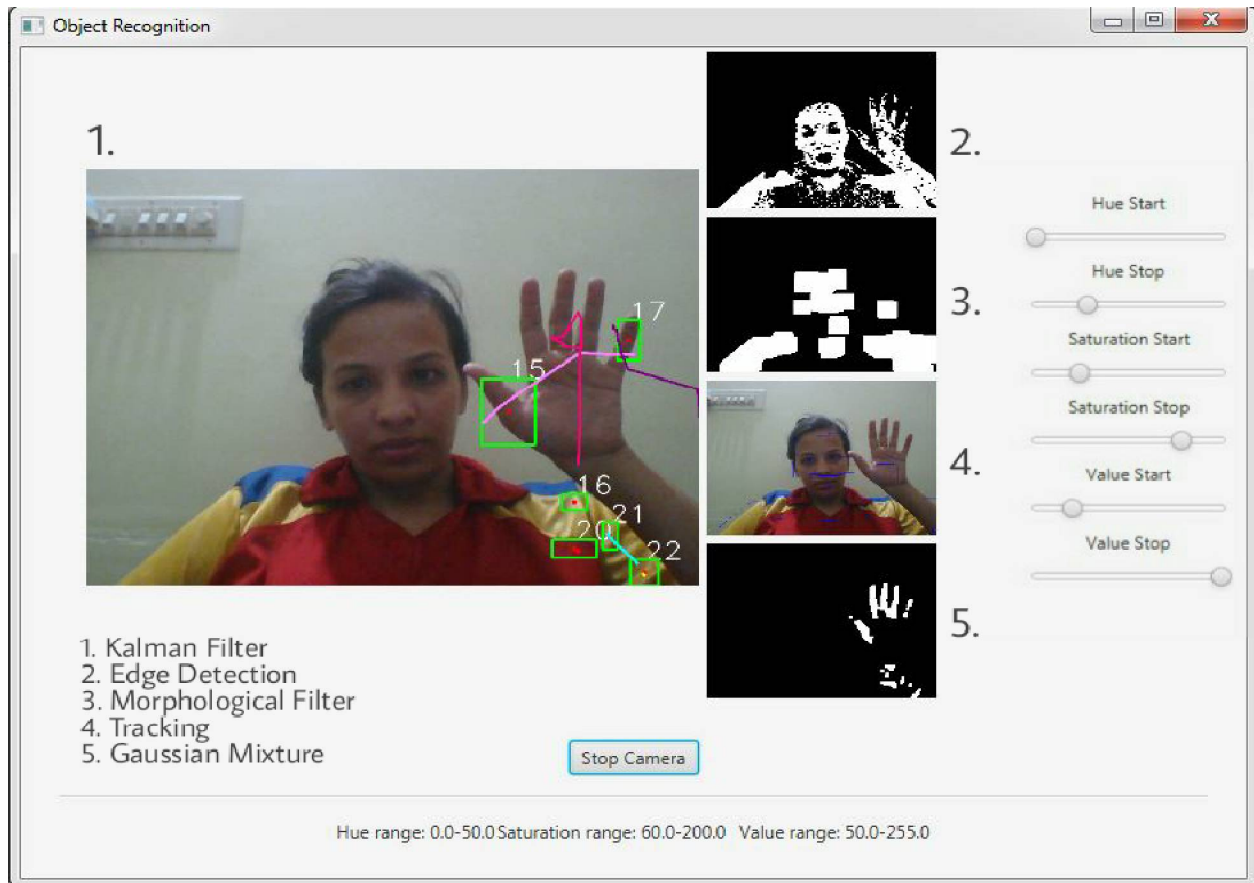 Object Recognition
1.
2.
Hue Start
Hue Stop
3.
17
Saturation Start
15
Saturation Stop
4.
Value Start
16
21
20
22
Value Stop
5.
1. Kalman Filter
2. Edge Detection
3. Morphological Filter
4. Tracking
5. Gaussian Mixture
Stop Camera
Hue range: 0.0-50.0 Saturation range: 60.0-200.0 Value range: 50.0-255.0